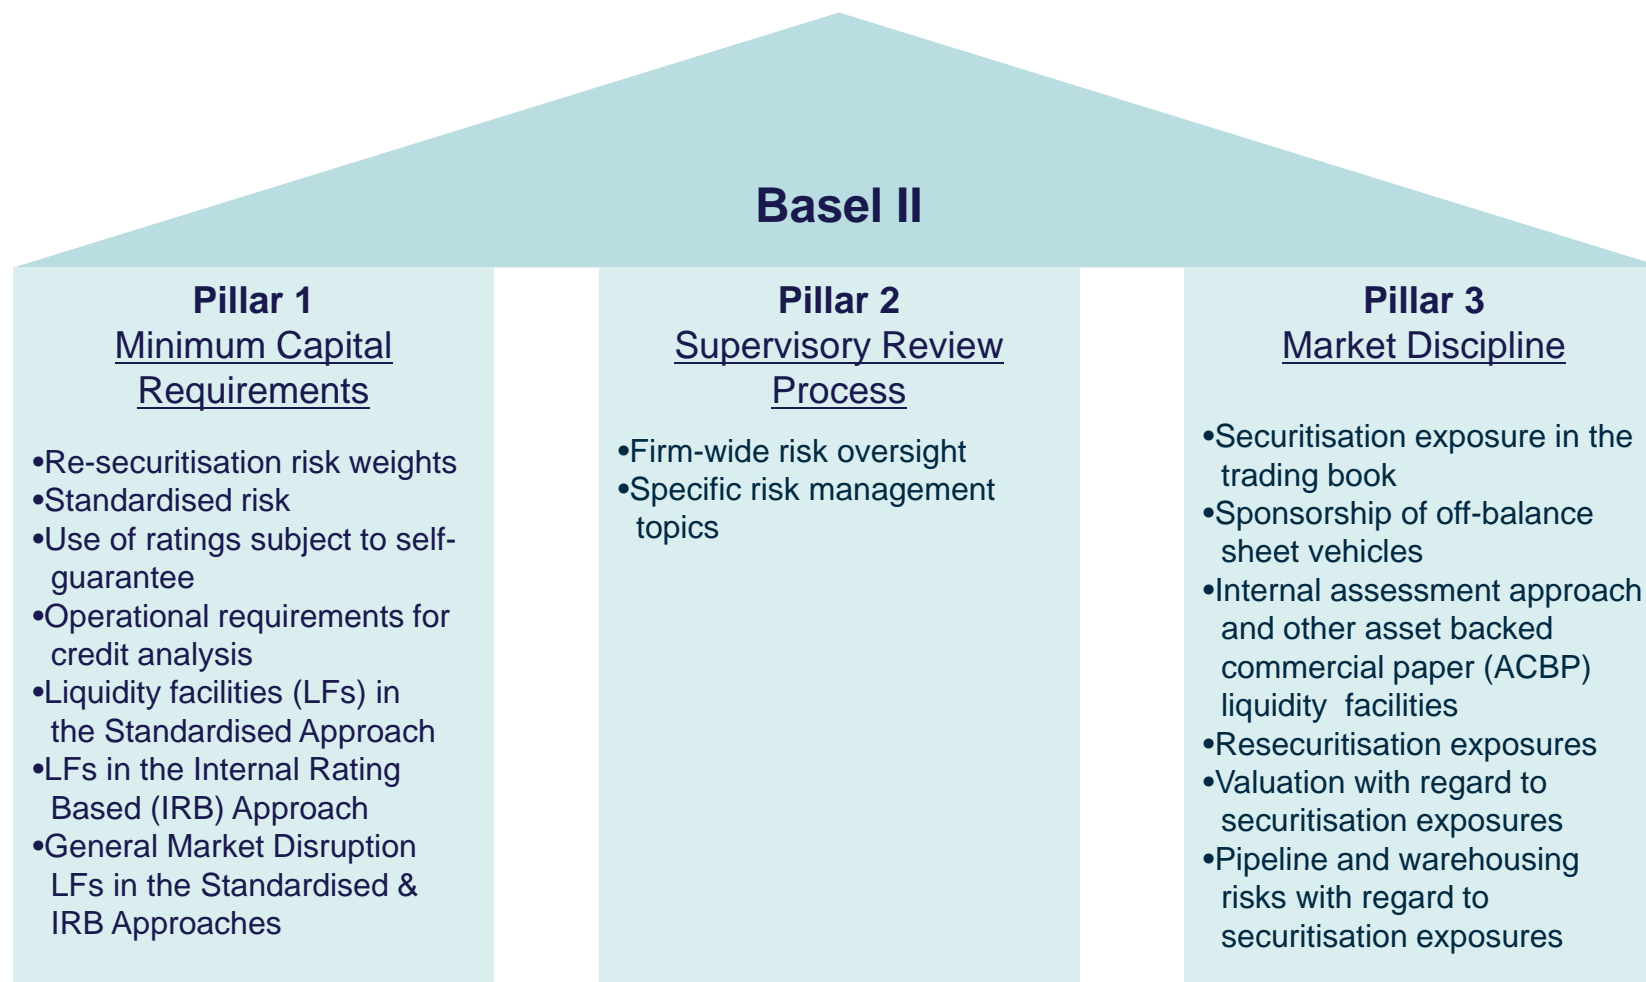 Basel II
Pillar 1
Minimum Capital
Requirements
•Re-securitisation risk weights
•Standardised risk
•Use of ratings subject to self-
guarantee
•Operational requirements for
credit analysis
•Liquidity facilities (LFs) in
the Standardised Approach
•LFs in the Internal Rating
Based (IRB) Approach
•General Market Disruption
LFs in the Standardised &
IRB Approaches
Pillar 2
Supervisory Review
Process
•Firm-wide risk oversight
•Specific risk management
topics
Pillar 3
Market Discipline
•Securitisation exposure in the
trading book
•Sponsorship of off-balance
sheet vehicles
•Internal assessment approach
and other asset backed
commercial paper (ACBP)
liquidity  facilities
•Resecuritisation exposures
•Valuation with regard to
securitisation exposures
•Pipeline and warehousing
risks with regard to
securitisation exposures